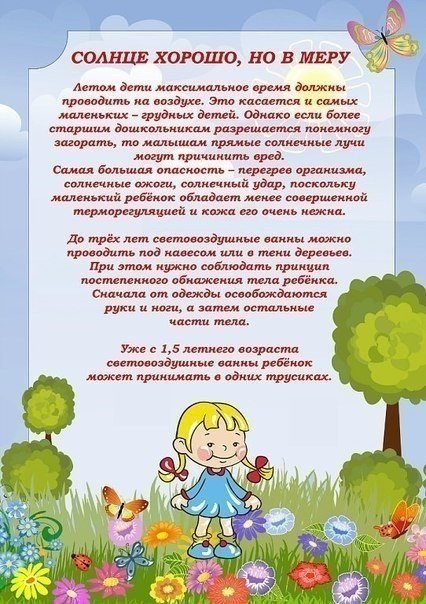 СОЛНЦЕ ХОРОШО, НО В МЕРУ
Летом дети максимальное время должны
проводить на воздухе. Это касается и самых
маленьких – грудных детей. Однако если более
старшим дошкольникам разрешается понемногу
загорать, то малышам прямые солнечные лучи
могут причинить вред.
Самая большая опасность – перегрев организма,
солнечные ожоги, солнечный удар, поскольку
маленький ребёнок обладает менее совершенной
терморегуляцией и кожа его очень нежна.
До трёх лет световоздушные ванны можно
проводить под навесом или в тени деревьев.
При этом нужно соблюдать принцип
постепенного обнажения тела ребёнка.
Сначала от одежды освобождаются
руки и ноги, а затем остальные
части тела.
Уже с 1,5 летнего возраста
световоздушные ванны ребёнок
может принимать в одних трусиках.